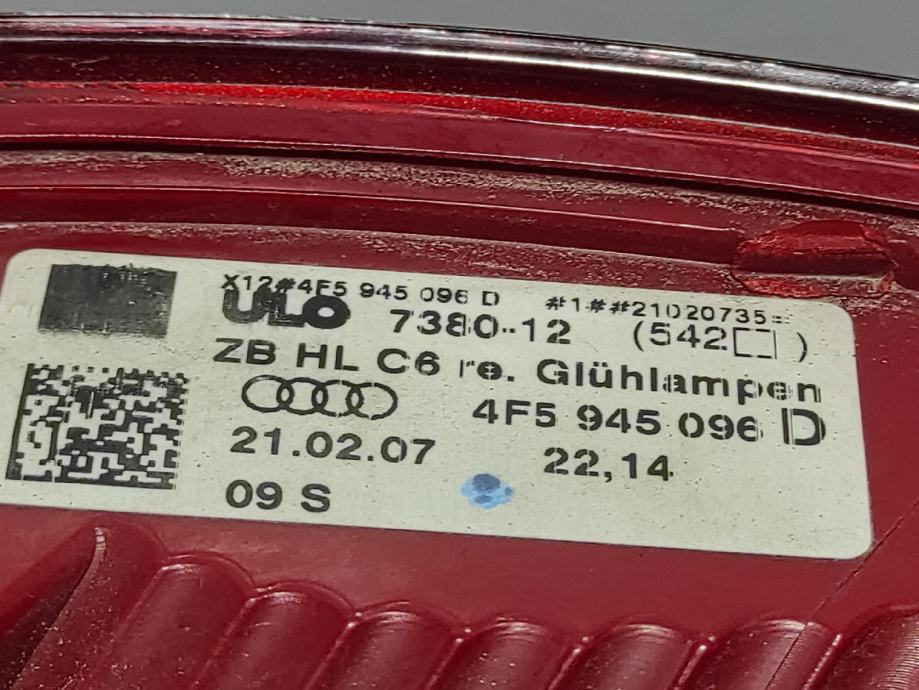 X12#4F5 945 096 D #1##21020735=
ULO 7380-12 (542□ )
ZB HL C6 re. Glühlampen
4F5 945 096 D
21.02.07 22,14
09 S